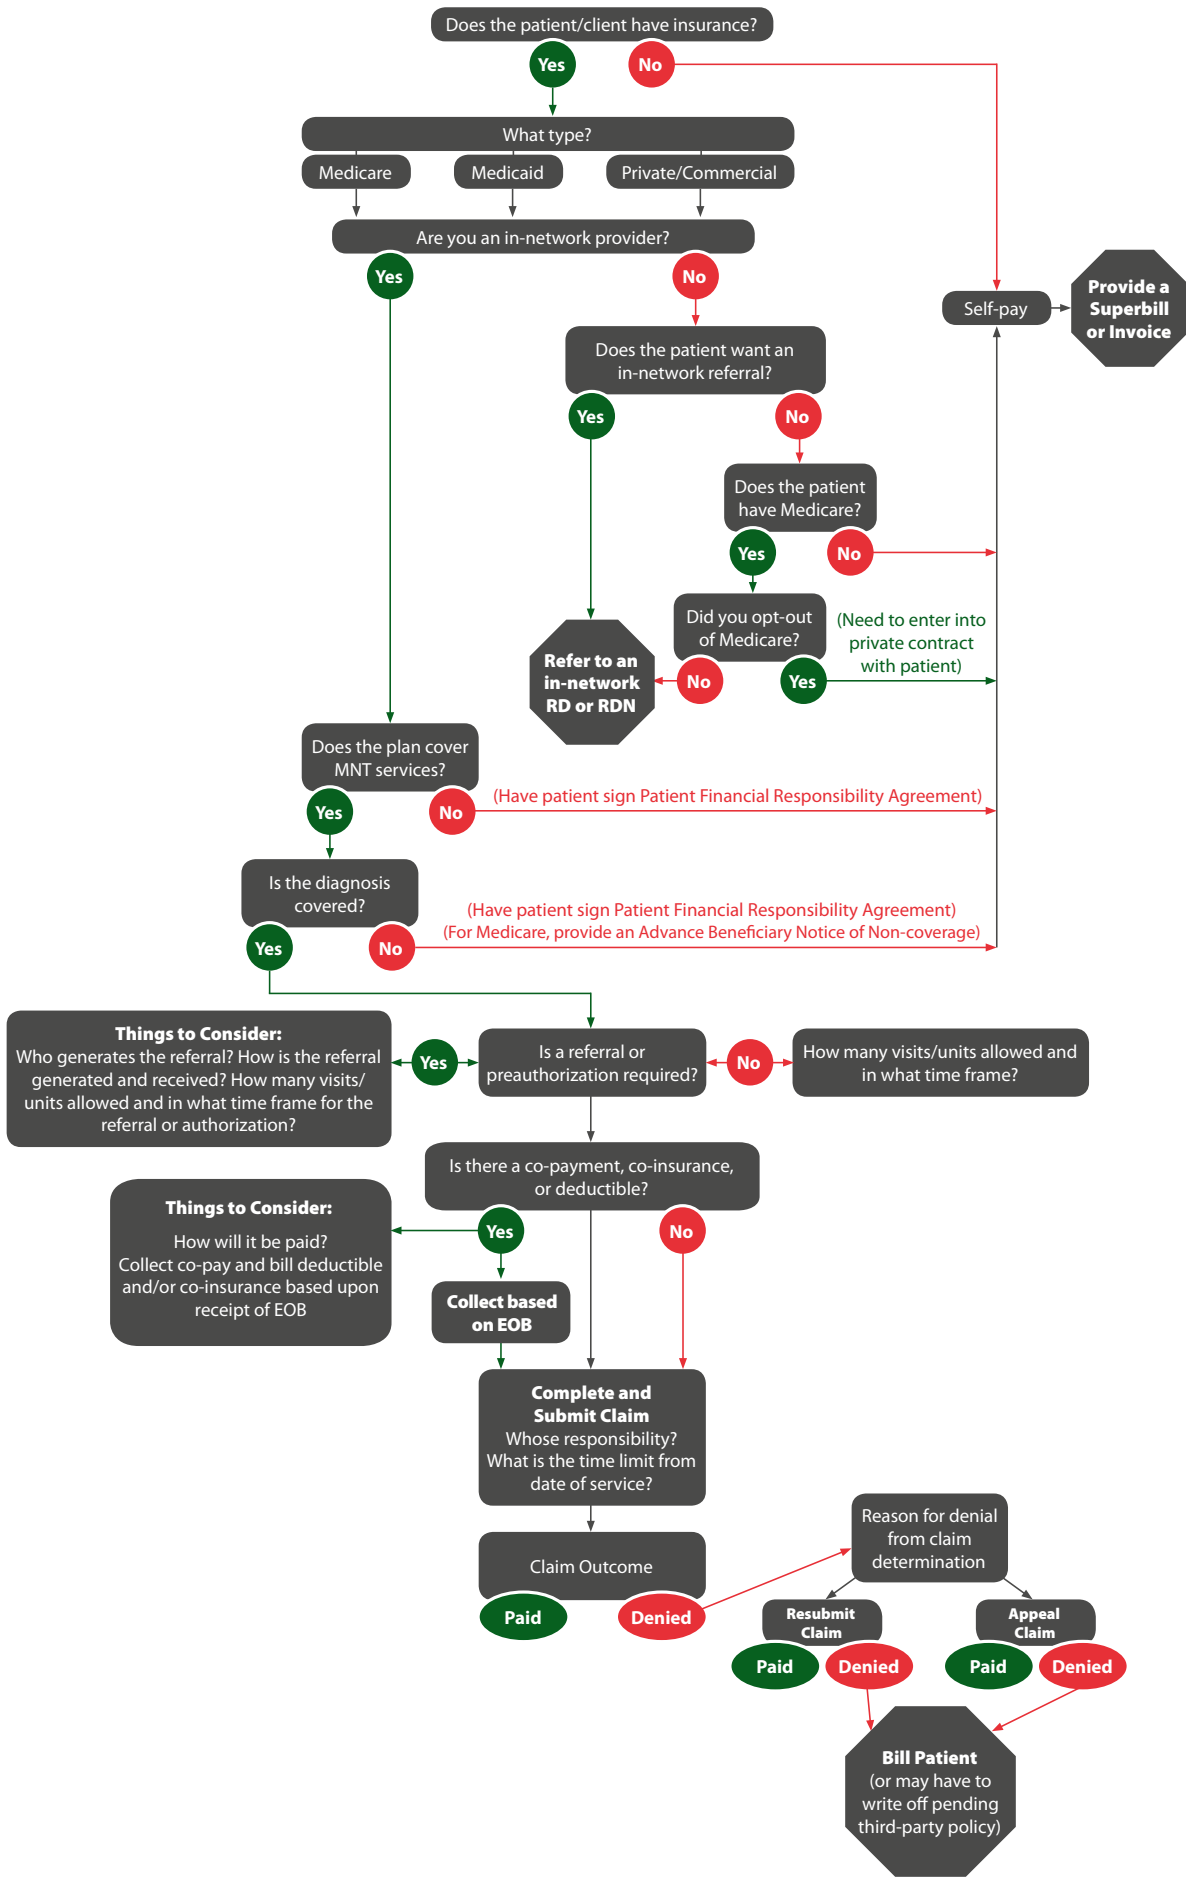 Does the patient/client have insurance?
Yes
No
What type?
Medicare
Medicaid
Private/Commercial
Are you an in-network provider?
Yes
No
Self-pay
Provide a
Superbill
or Invoice
Does the patient want an
in-network referral?
Yes
No
Does the patient
have Medicare?
Yes
No
Did you opt-out
of Medicare?
No
Yes
(Need to enter into
private contract
with patient)
Refer to an
in-network
RD or RDN
Does the plan cover
MNT services?
Yes
No
(Have patient sign Patient Financial Responsibility Agreement)
Is the diagnosis
covered?
Yes
No
(Have patient sign Patient Financial Responsibility Agreement)
(For Medicare, provide an Advance Beneficiary Notice of Non-coverage)
Things to Consider:
Who generates the referral? How is the referral
generated and received? How many visits/
units allowed and in what time frame for the
referral or authorization?
Yes
Is a referral or
preauthorization required?
No
How many visits/units allowed and
in what time frame?
Is there a co-payment, co-insurance,
or deductible?
Yes
No
Things to Consider:
How will it be paid?
Collect co-pay and bill deductible
and/or co-insurance based upon
receipt of EOB
Collect based
on EOB
Complete and
Submit Claim
Whose responsibility?
What is the time limit from
date of service?
Claim Outcome
Paid
Denied
Reason for denial
from claim
determination
Resubmit
Claim
Paid
Denied
Appeal
Claim
Paid
Denied
Bill Patient
(or may have to
write off pending
third-party policy)